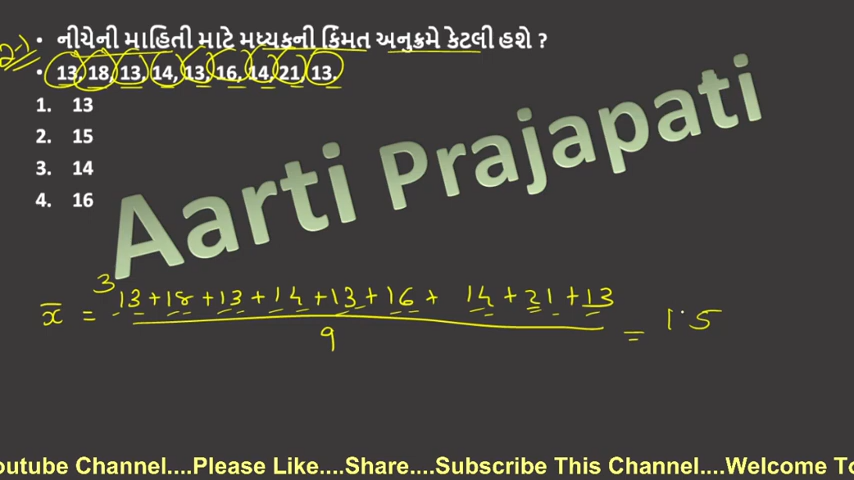 • નીચેની માહિતી માટે મધ્યકની કિંમત અનુક્રમે કેટલી હશે ?
• 13, 18, 13, 14, 13, 16, 14, 21 13,
1. 13
2. 15
3. 14
4. 16
Aarti Prajapati
3
x̄ = 13 + 18 + 13 + 14 + 13 + 16 + 14 + 21 + 13
9
= 15
outube Channel....Please Like....Share....Subscribe This Channel....Welcome To